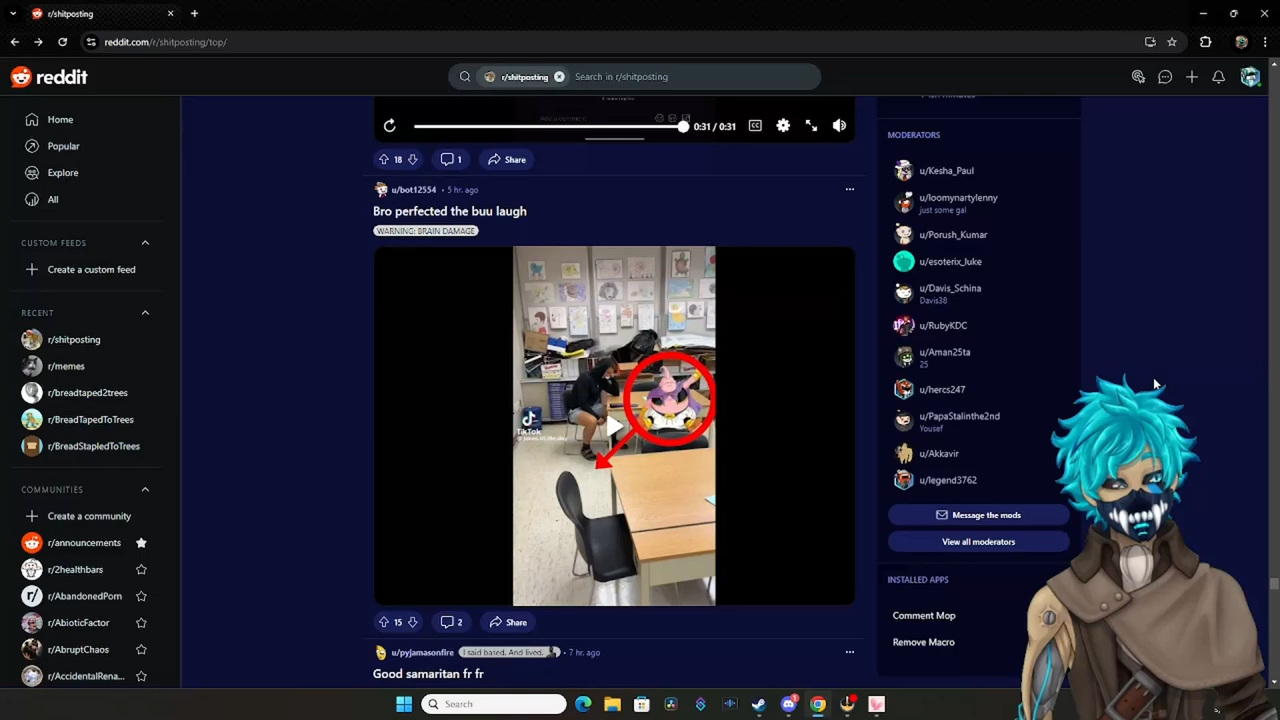 r/shitposting
reddit.com/r/shitposting/top/
reddit
r/shitposting
Search in r/shitposting
Home
Popular
Explore
All
CUSTOM FEEDS
Create a custom feed
RECENT
r/shitposting
r/memes
r/breadtaped2trees
r/BreadTapedToTrees
r/BreadStapledToTrees
COMMUNITIES
Create a community
r/announcements
r/2healthbars
r/AbandonedPorn
r/AbioticFactor
r/AbruptChaos
r/AccidentalRena...
Add a comment
0:31 / 0:31
18
1
Share
u/bot12554 • 5 hr. ago
Bro perfected the buu laugh
WARNING: BRAIN DAMAGE
TikTok
15
2
Share
u/pyjamasonfire
I said based. And lived.
• 7 hr. ago
Good samaritan fr fr
MODERATORS
u/Kesha_Paul
u/loomynartylenny
just some gal
u/Porush_Kumar
u/esoterix_luke
u/Davis_Schina
Davis38
u/RubyKDC
u/Aman25ta
25
u/hercs247
u/PapaStalinthe2nd
Yousef
u/Akkavir
u/legend3762
Message the mods
View all moderators
INSTALLED APPS
Comment Mop
Remove Macro
Search